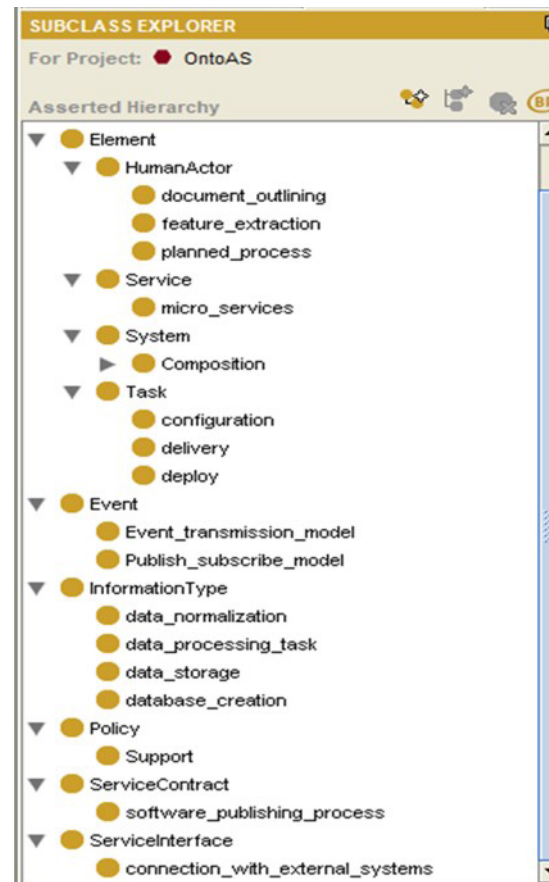 SUBCLASS EXPLORER
For Project: OntoAS
Asserted Hierarchy
Element
HumanActor
document_outlining
feature_extraction
planned_process
Service
micro_services
System
Composition
Task
configuration
delivery
deploy
Event
Event_transmission_model
Publish_subscribe_model
InformationType
data_normalization
data_processing_task
data_storage
database_creation
Policy
Support
ServiceContract
software_publishing_process
ServiceInterface
connection_with_external_systems